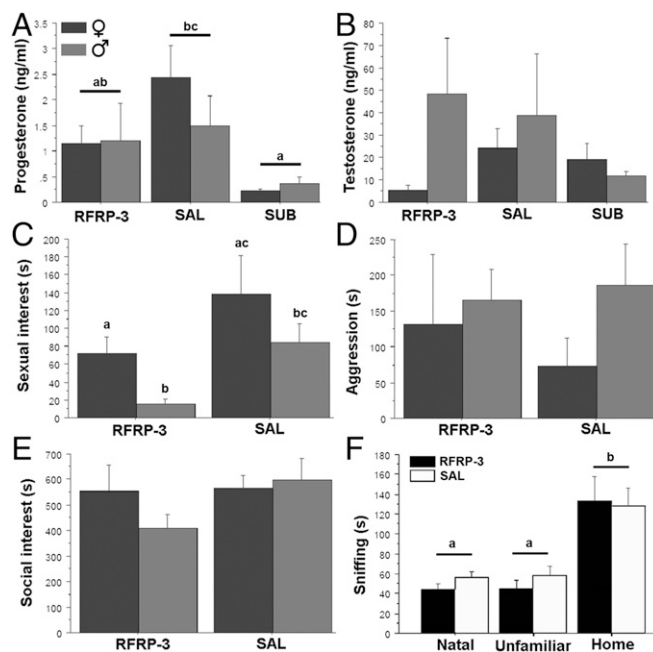 A
♀
♂
Progesterone (ng/ml)
3.5
3
2.5
2
1.5
1
.5
0
ab
bc
a
RFRP-3 SAL SUB
B
Testosterone (ng/ml)
80
70
60
50
40
30
20
10
0
RFRP-3 SAL SUB
C
Sexual interest (s)
200
180
160
140
120
100
80
60
40
20
0
a
b
ac
bc
RFRP-3 SAL
D
Aggression (s)
250
200
150
100
50
0
RFRP-3 SAL
E
Social interest (s)
700
600
500
400
300
200
100
0
RFRP-3 SAL
F
RFRP-3
SAL
Sniffing (s)
180
160
140
120
100
80
60
40
20
0
a
a
b
Natal Unfamiliar Home